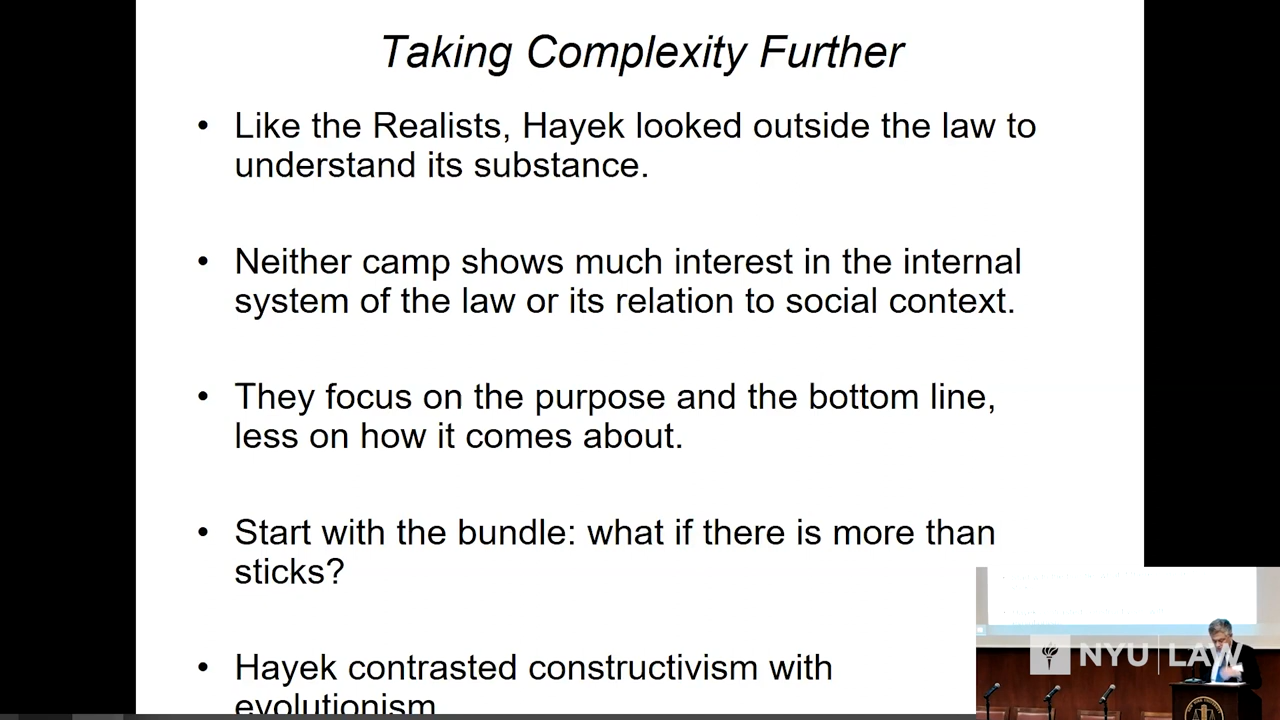 Taking Complexity Further
• Like the Realists, Hayek looked outside the law to
understand its substance.
• Neither camp shows much interest in the internal
system of the law or its relation to social context.
• They focus on the purpose and the bottom line,
less on how it comes about.
• Start with the bundle: what if there is more than
sticks?
• Hayek contrasted constructivism with
evolutionism
NYU | LAW